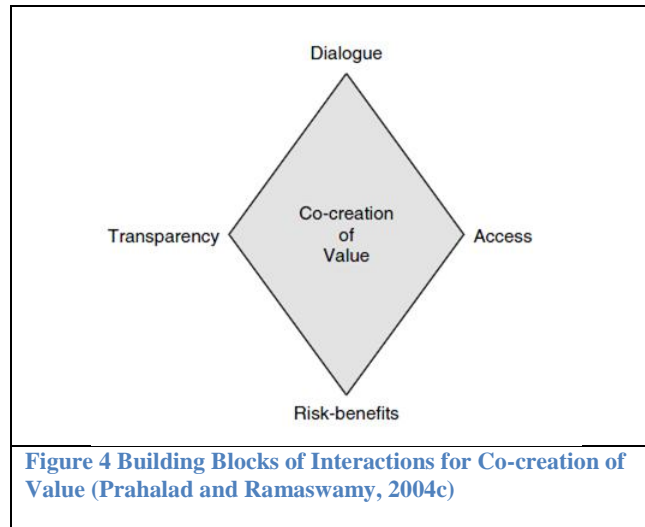 Dialogue
Co-creation
of
Value
Transparency
Access
Risk-benefits
Figure 4 Building Blocks of Interactions for Co-creation of
Value (Prahalad and Ramaswamy, 2004c)